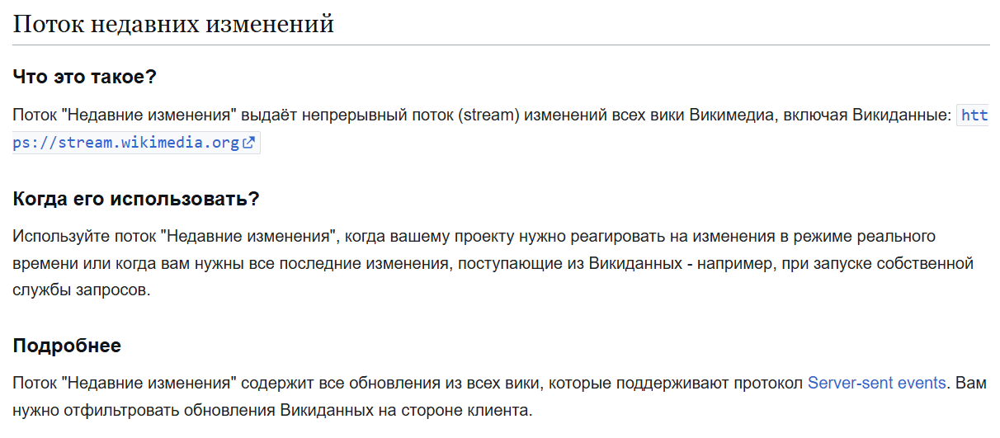 Поток недавних изменений
Что это такое?
Поток "Недавние изменения" выдаёт непрерывный поток (stream) изменений всех вики Викимедиа, включая Викиданные: htt
ps://stream.wikimedia.org
Когда его использовать?
Используйте поток "Недавние изменения", когда вашему проекту нужно реагировать на изменения в режиме реального
времени или когда вам нужны все последние изменения, поступающие из Викиданных - например, при запуске собственной
службы запросов.
Подробнее
Поток "Недавние изменения" содержит все обновления из всех вики, которые поддерживают протокол Server-sent events. Вам
нужно отфильтровать обновления Викиданных на стороне клиента.